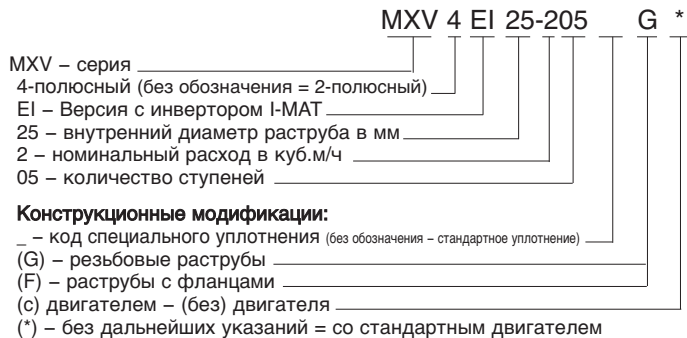 MXV 4 EI 25-205 _ G *
MXV – серия
4-полюсный (без обозначения = 2-полюсный)
EI – Версия с инвертором I-MAT
25 – внутренний диаметр раструба в мм
2 – номинальный расход в куб.м/ч
05 – количество ступеней
Конструкционные модификации:
_ – код специального уплотнения (без обозначения – стандартное уплотнение)
(G) – резьбовые раструбы
(F) – раструбы с фланцами
(c) двигателем – (без) двигателя
(*) – без дальнейших указаний = со стандартным двигателем